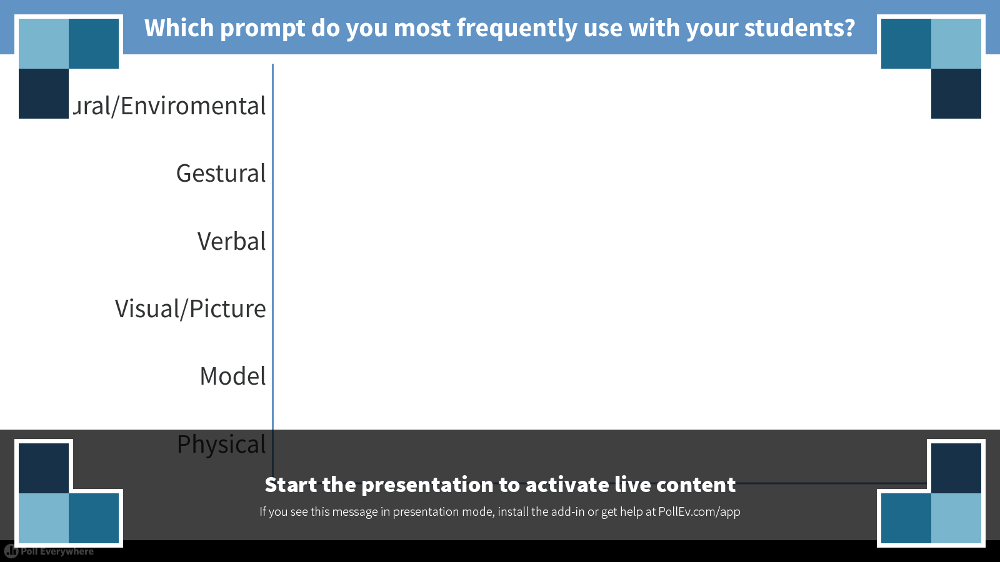 Which prompt do you most frequently use with your students?
ural/Enviromental
Gestural
Verbal
Visual/Picture
Model
Physical
Start the presentation to activate live content
If you see this message in presentation mode, install the add-in or get help at PollEv.com/app
Poll Everywhere